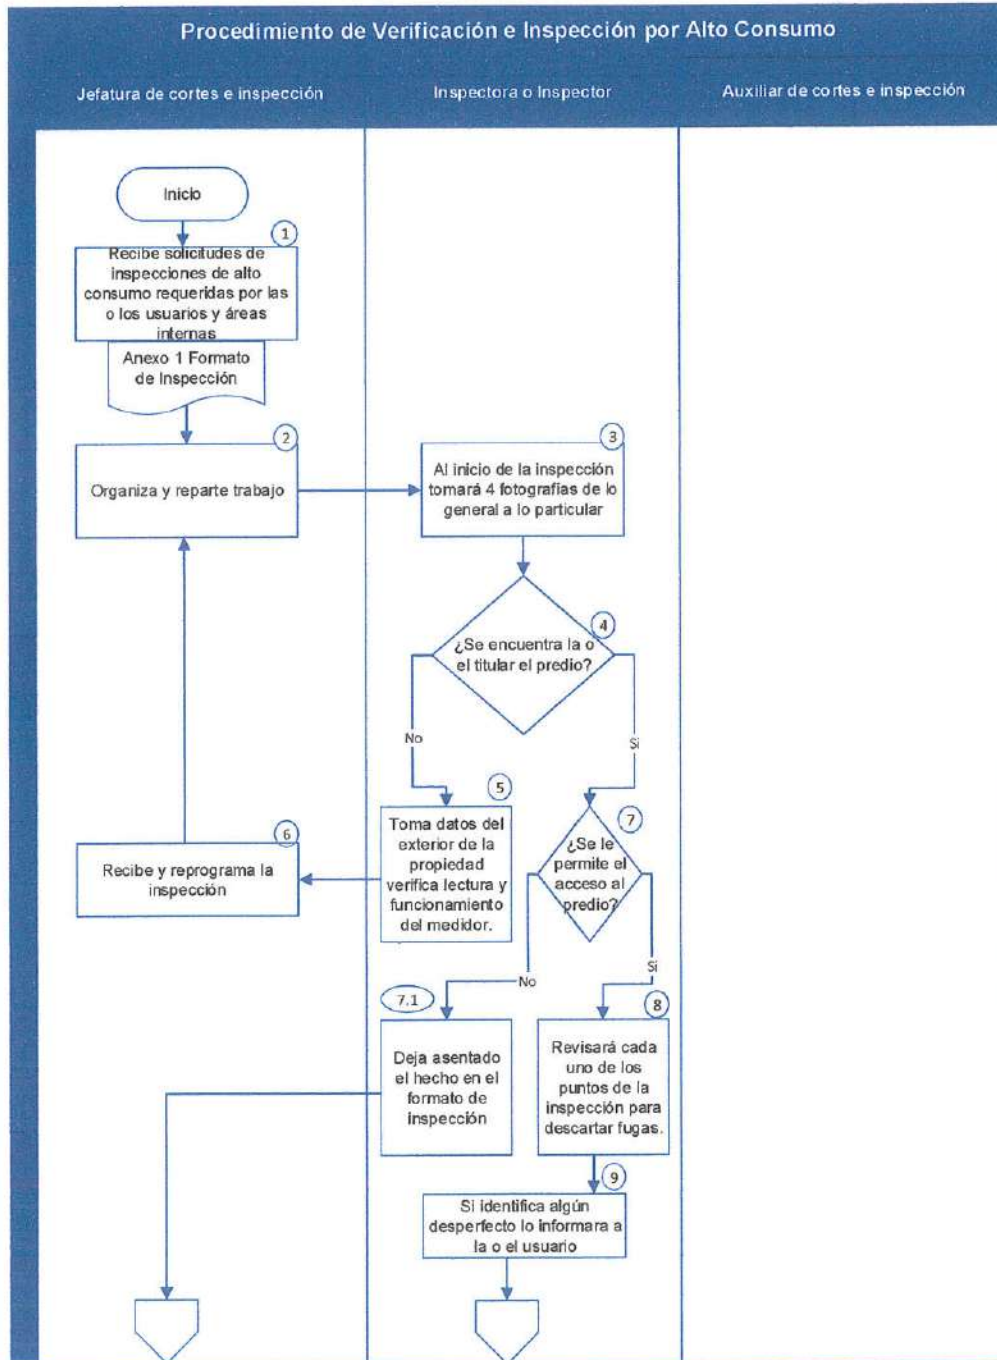 Procedimiento de Verificación e Inspección por Alto Consumo
Jefatura de cortes e inspección
Inspectora o Inspector
Auxiliar de cortes e inspección
Inicio
1
Recibe solicitudes de
inspecciones de alto
consumo requeridas por las
o los usuarios y áreas
internas
Anexo 1 Formato
de Inspección
2
Organiza y reparte trabajo
3
Al inicio de la inspección
tomará 4 fotografías de lo
general a lo particular
4
¿Se encuentra la o
el titular el predio?
No
Si
5
Toma datos del
exterior de la
propiedad
verifica lectura y
funcionamiento
del medidor.
6
Recibe y reprograma la
inspección
7
¿Se le
permite el
acceso al
predio?
No
Si
7.1
Deja asentado
el hecho en el
formato de
inspección
8
Revisará cada
uno de los
puntos de la
inspección para
descartar fugas.
9
Si identifica algún
desperfecto lo informara a
la o el usuario